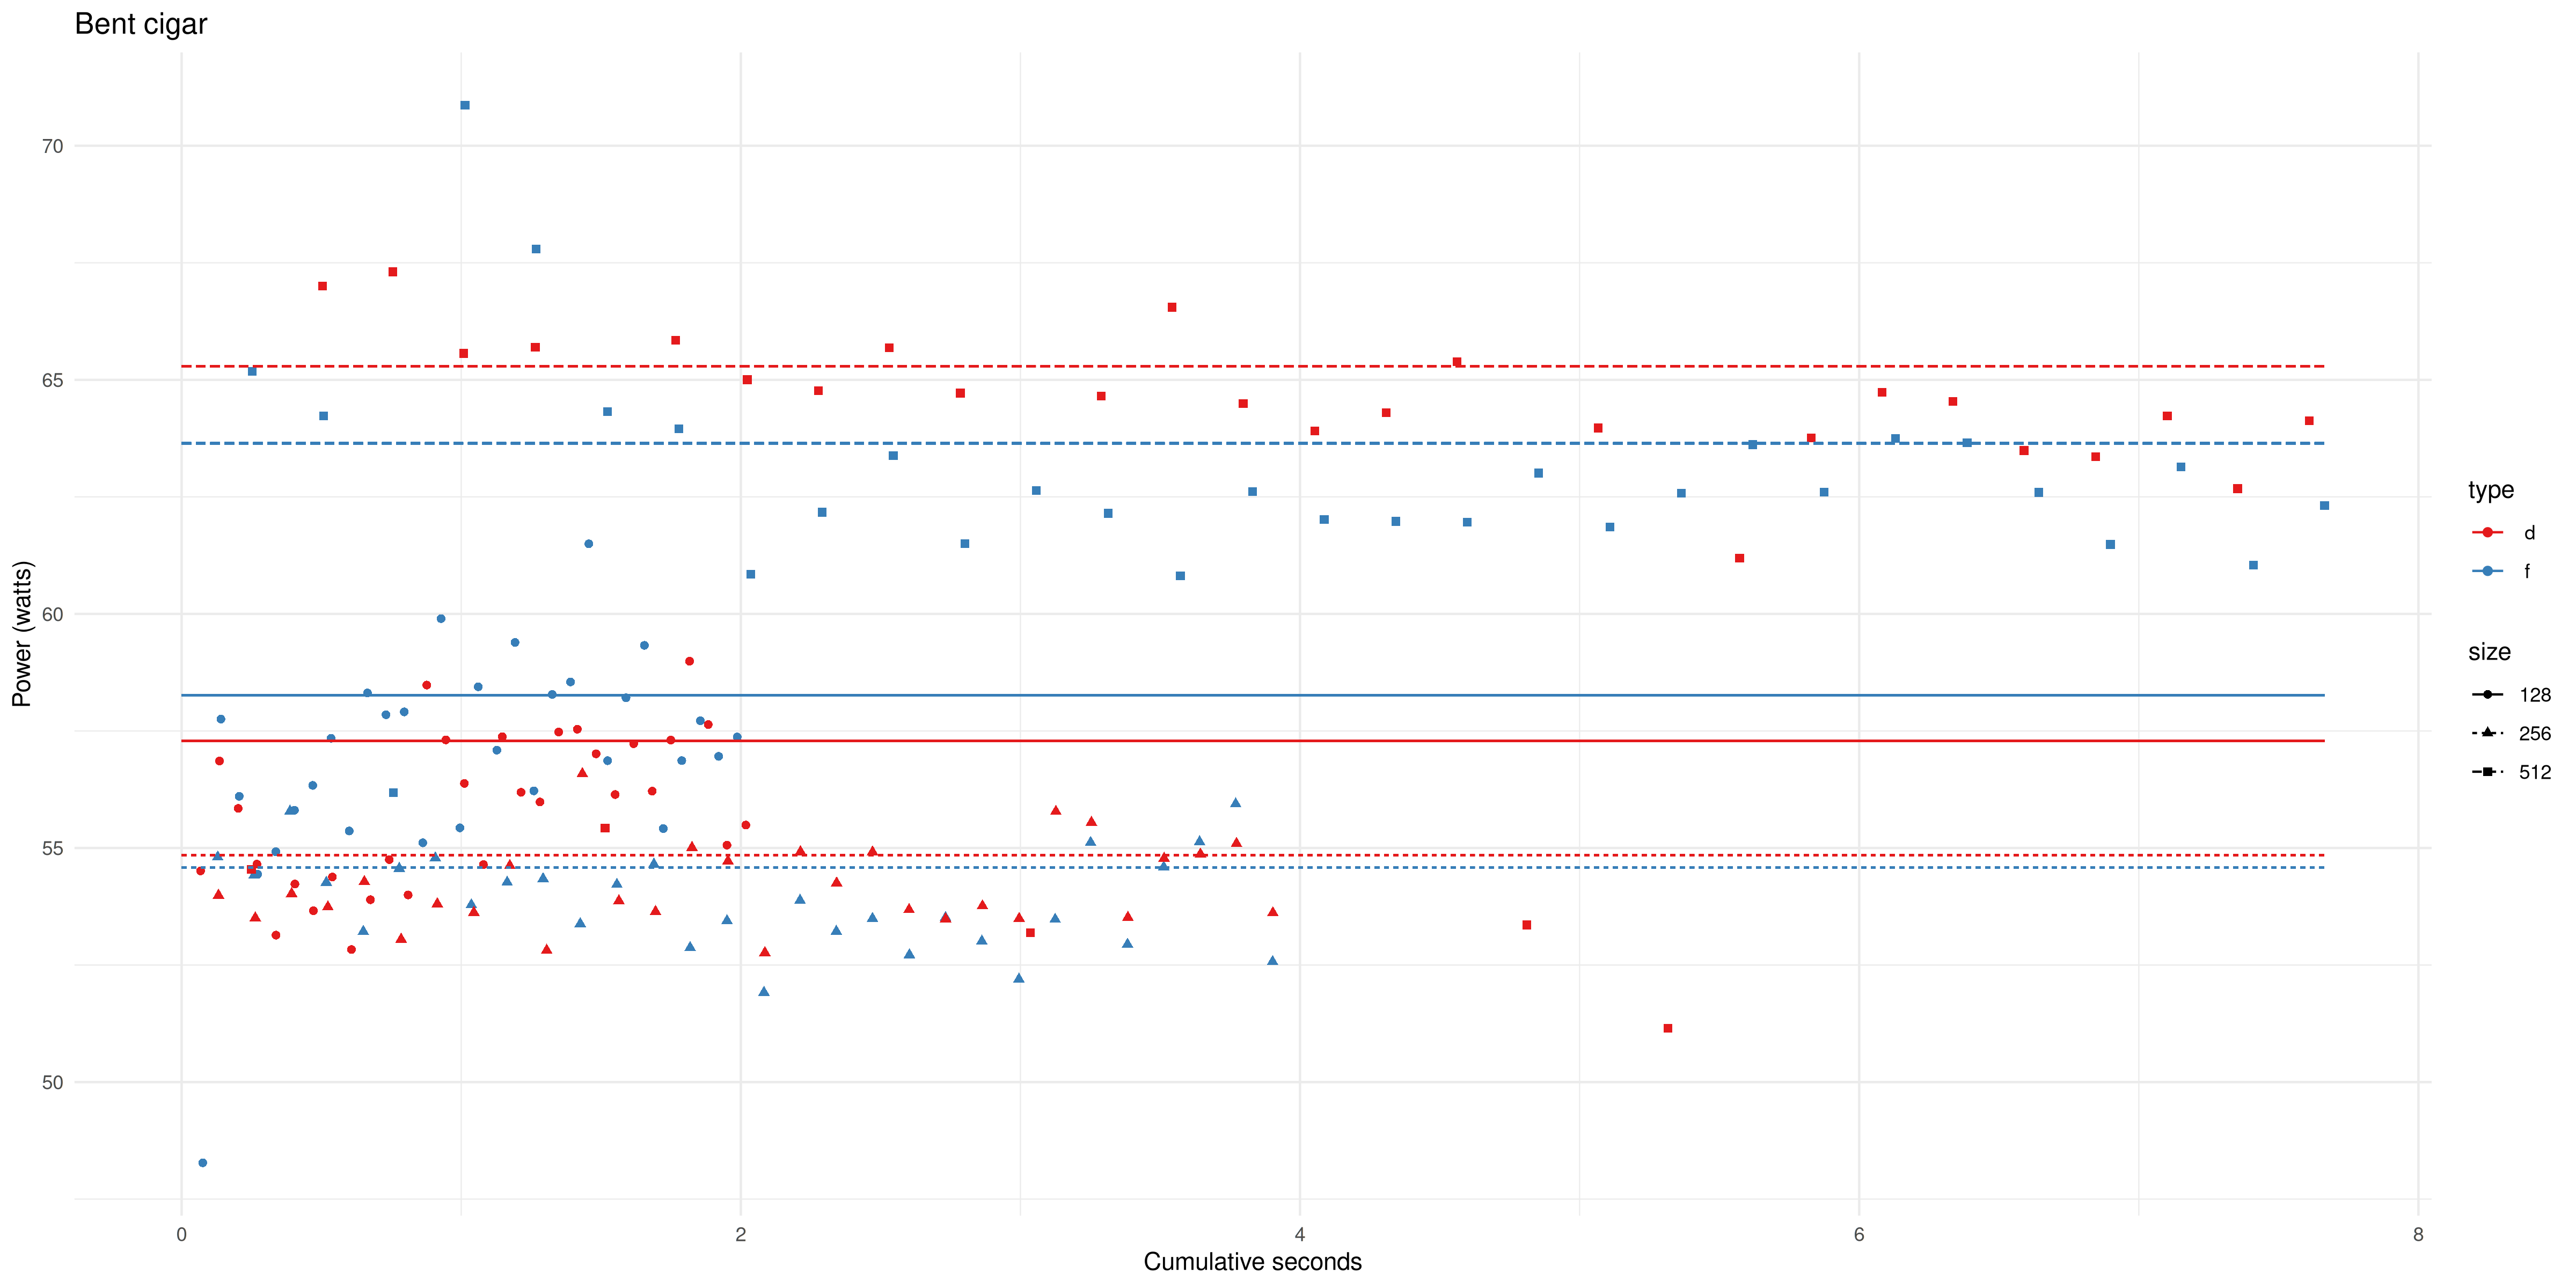 Bent cigar
Power (watts)
70
65
60
55
50
0 2 4 6 8
Cumulative seconds
type
d
f
size
128
256
512